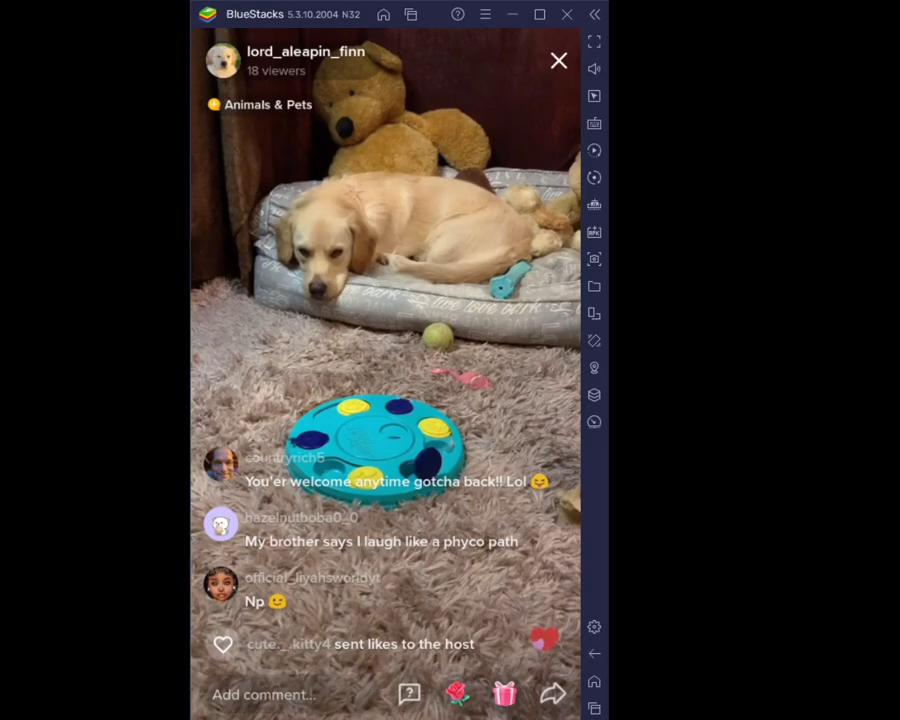 BlueStacks 5.3.10.2004 N32
lord_aleapin_finn
18 viewers
Animals & Pets
countryrich5
You'er welcome anytime gotcha back!! Lol 🤗
hazelnutboba0_0
My brother says I laugh like a phyco path
official_liyahsworldyt
Np 😉
cute._.kitty4 sent likes to the host
Add comment...